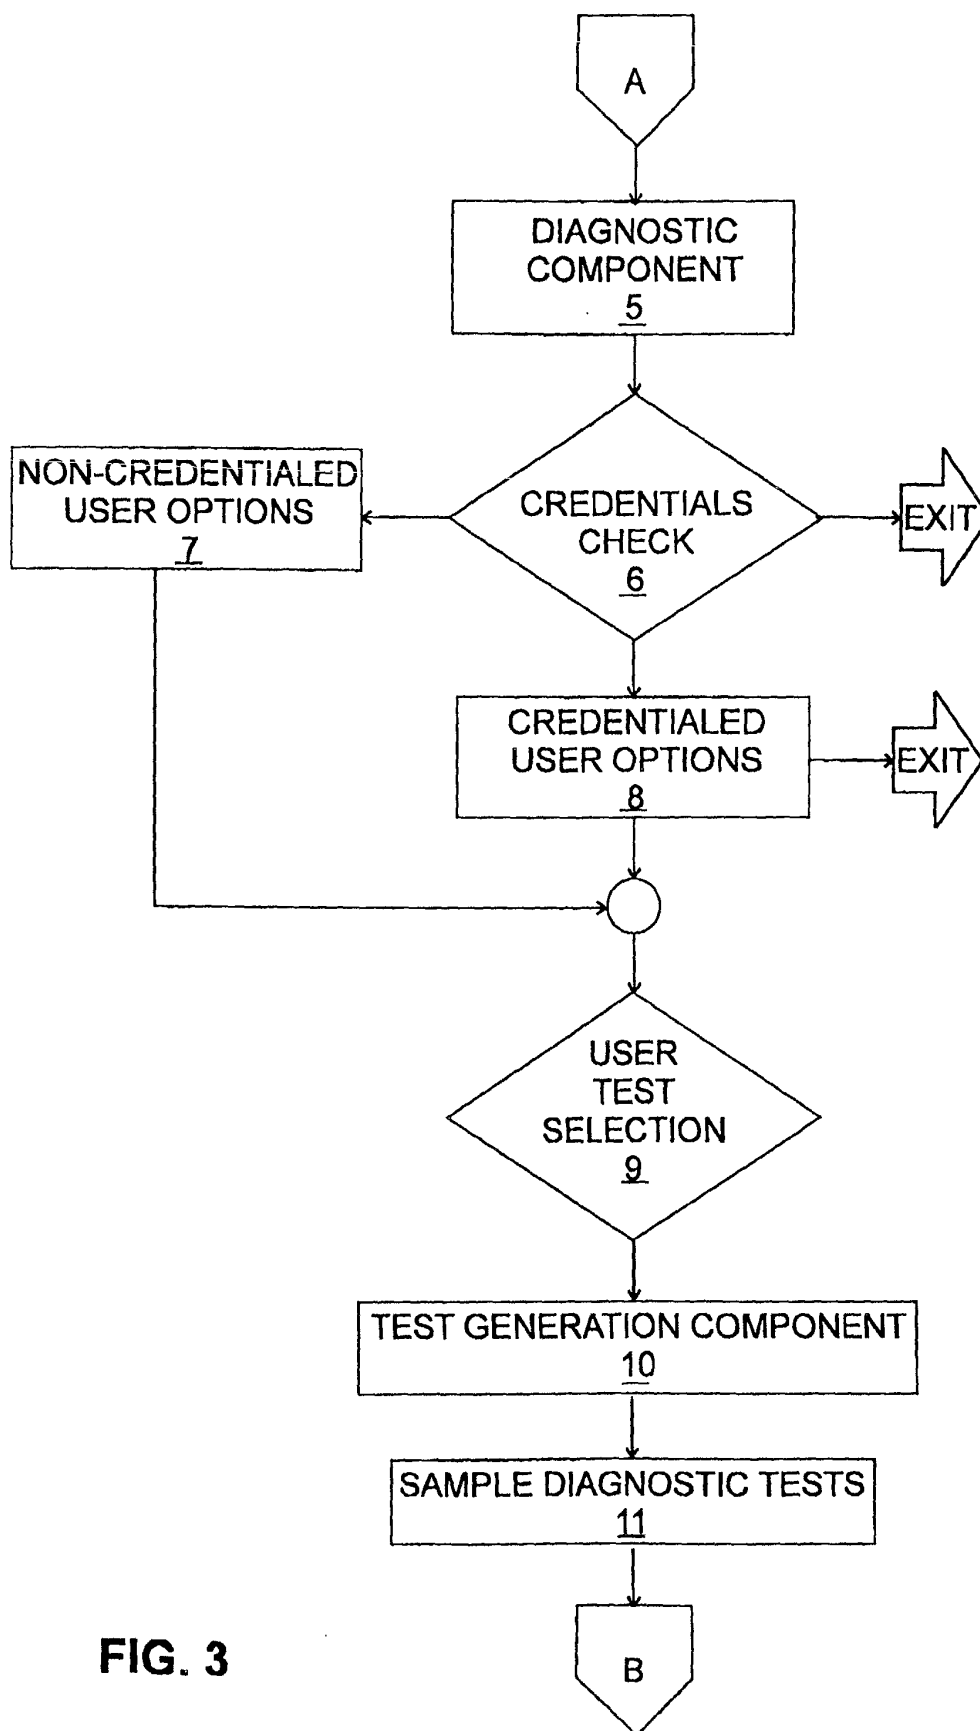 A
DIAGNOSTIC
COMPONENT
5
NON-CREDENTIALED
USER OPTIONS
7
CREDENTIALS
CHECK
6
EXIT
CREDENTIALED
USER OPTIONS
8
EXIT
USER
TEST
SELECTION
9
TEST GENERATION COMPONENT
10
SAMPLE DIAGNOSTIC TESTS
11
B
FIG. 3